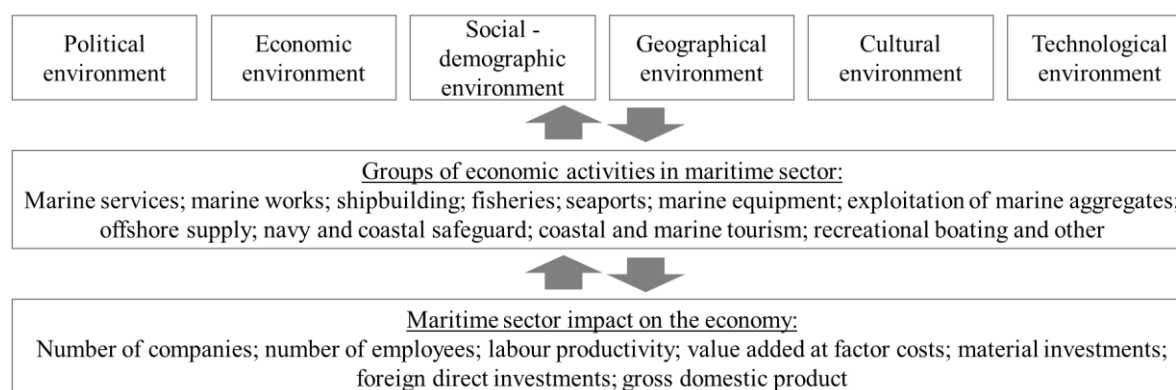 Political
environment
Economic
environment
Social -
demographic
environment
Geographical
environment
Cultural
environment
Technological
environment
Groups of economic activities in maritime sector:
Marine services; marine works; shipbuilding; fisheries; seaports; marine equipment; exploitation of marine aggregates;
offshore supply; navy and coastal safeguard; coastal and marine tourism; recreational boating and other
Maritime sector impact on the economy:
Number of companies; number of employees; labour productivity; value added at factor costs; material investments;
foreign direct investments; gross domestic product